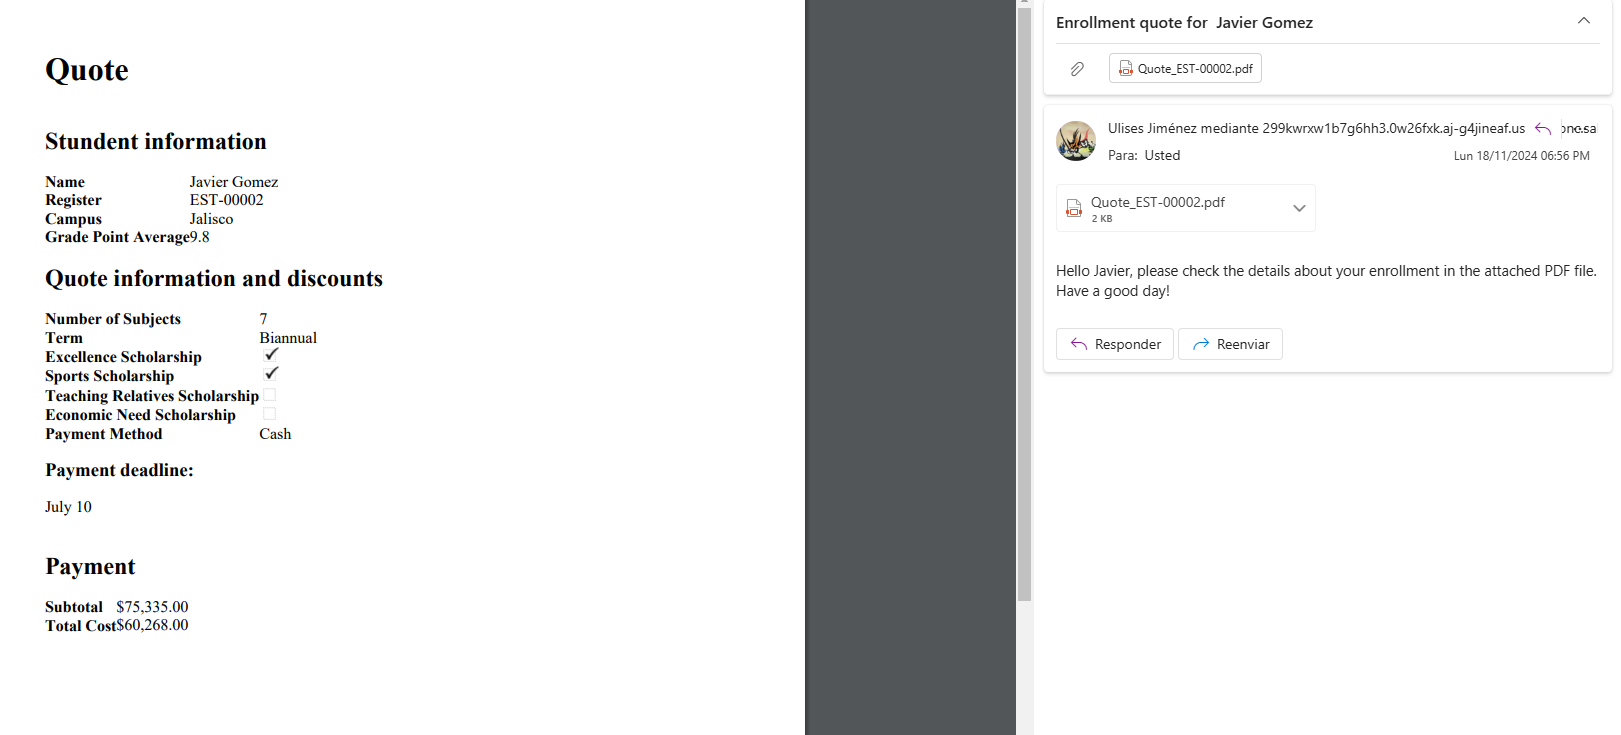 Quote
Stundent information
Name Javier Gomez
Register EST-00002
Campus Jalisco
Grade Point Average9.8
Quote information and discounts
Number of Subjects 7
Term Biannual
Excellence Scholarship
Sports Scholarship
Teaching Relatives Scholarship
Economic Need Scholarship
Payment Method Cash
Payment deadline:
July 10
Payment
Subtotal $75,335.00
Total Cost$60,268.00
Enrollment quote for Javier Gomez
Quote_EST-00002.pdf
Ulises Jiménez mediante 299kwrxw1b7g6hh3.0w26fxk.aj-g4jineaf.us
Para: Usted
Lun 18/11/2024 06:56 PM
Quote_EST-00002.pdf
2 KB
Hello Javier, please check the details about your enrollment in the attached PDF file.
Have a good day!
Responder
Reenviar